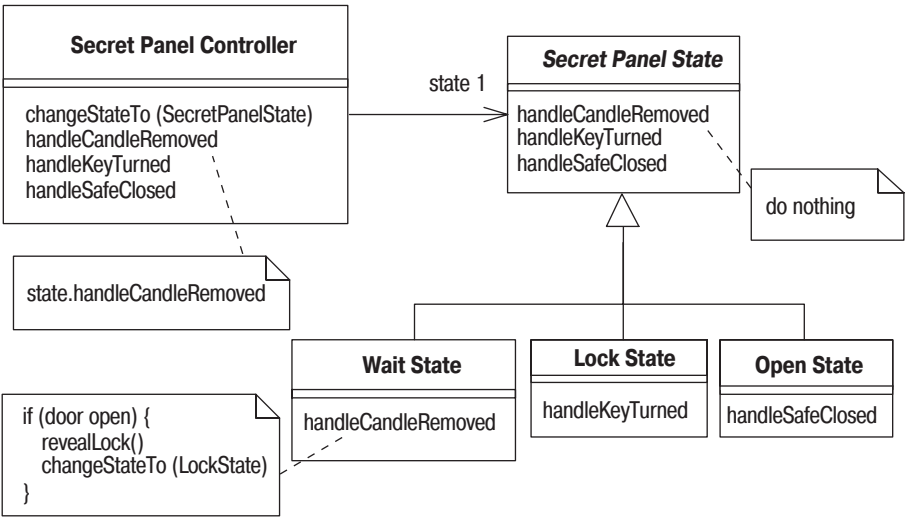 Secret Panel Controller
changeStateTo (SecretPanelState)
handleCandleRemoved
handleKeyTurned
handleSafeClosed
state.handleCandleRemoved
state 1
Secret Panel State
handleCandleRemoved
handleKeyTurned
handleSafeClosed
do nothing
Wait State
handleCandleRemoved
Lock State
handleKeyTurned
Open State
handleSafeClosed
if (door open) {
revealLock()
changeStateTo (LockState)
}